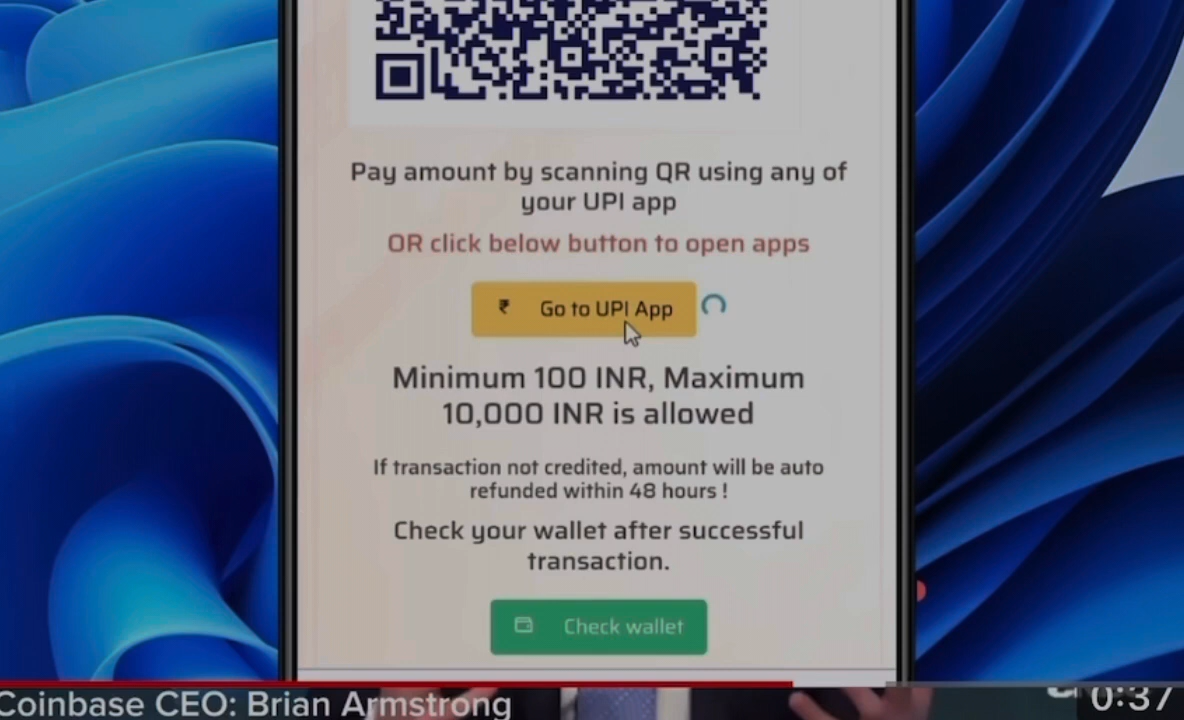 Pay amount by scanning QR using any of
your UPI app
OR click below button to open apps
₹ Go to UPI App
Minimum 100 INR, Maximum
10,000 INR is allowed
If transaction not credited, amount will be auto
refunded within 48 hours !
Check your wallet after successful
transaction.
Check wallet
Coinbase CEO: Brian Armstrong
0:37